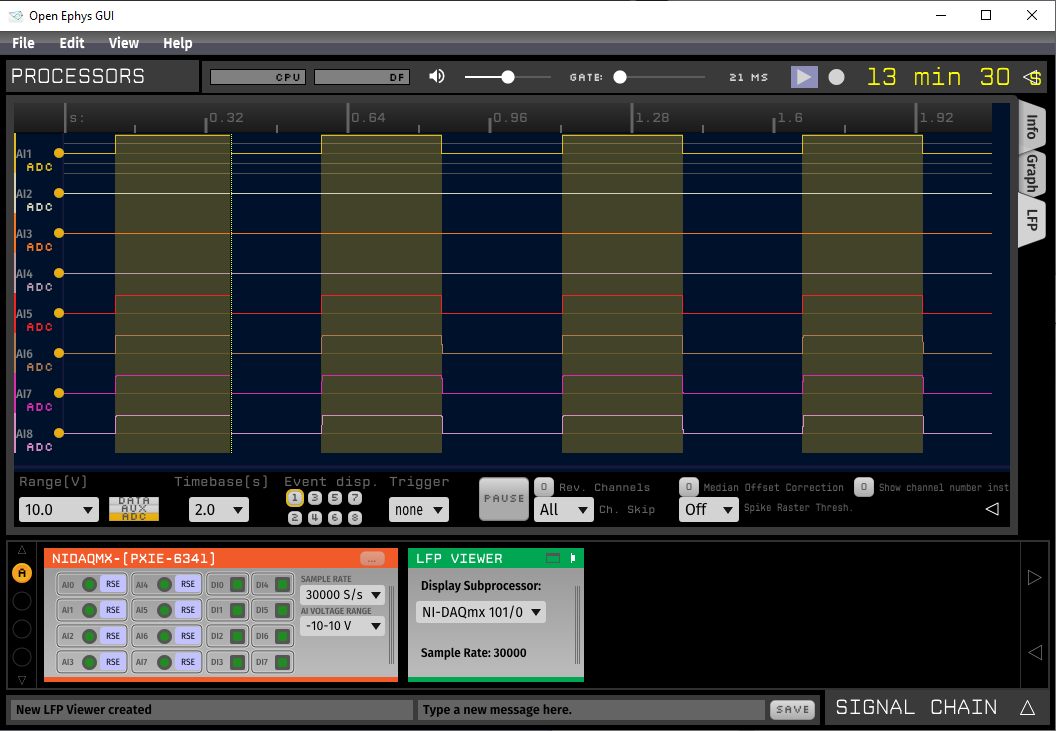 Open Ephys GUI
File Edit View Help
PROCESSORS CPU DF GATE: 21 MS 13 min 30 s
s: 0.32 0.64 0.96 1.28 1.6 1.92
Info
Graph
LFP
AI1
ADC
AI2
ADC
AI3
ADC
AI4
ADC
AI5
ADC
AI6
ADC
AI7
ADC
AI8
ADC
Range[V] Timebase[s] Event disp. Trigger
10.0 DATA AUX ADC 2.0 1 3 5 7 none PAUSE D Rev. Channels D Median Offset Correction D Show channel number inst
2 4 6 8 All Ch. Skip Off Spike Raster Thresh.
A
NIDAQMX-[PXIE-6341] ... LFP VIEWER
AI0 RSE AI4 RSE DI0 DI4 SAMPLE RATE
30000 S/s
AI1 RSE AI5 RSE DI1 DI5 AI VOLTAGE RANGE
-10-10 V
AI2 RSE AI6 RSE DI2 DI6
AI3 RSE AI7 RSE DI3 DI7
Display Subprocessor:
NI-DAQmx 101/0
Sample Rate: 30000
New LFP Viewer created Type a new message here. SAVE SIGNAL CHAIN